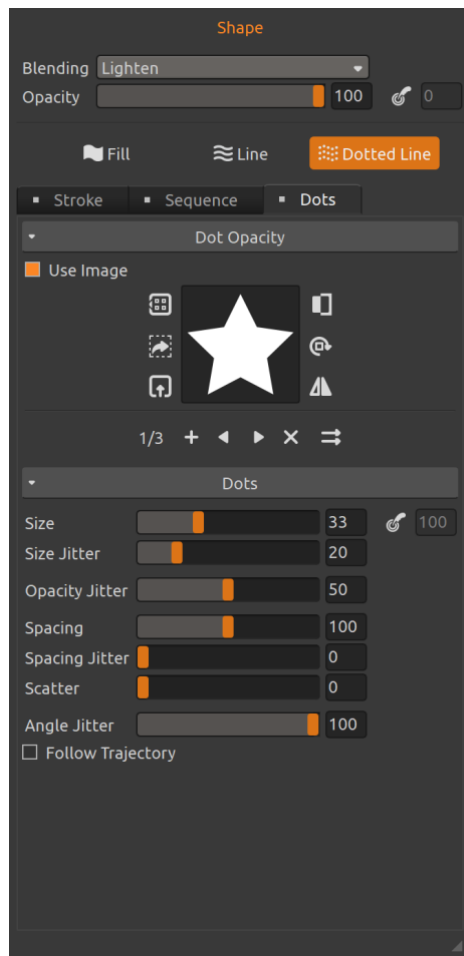 Shape
Blending Lighten
Opacity 100 0
Fill Line Dotted Line
Stroke Sequence Dots
Dot Opacity
Use Image
1/3
Dots
Size 33 100
Size Jitter 20
Opacity Jitter 50
Spacing 100
Spacing Jitter 0
Scatter 0
Angle Jitter 100
Follow Trajectory